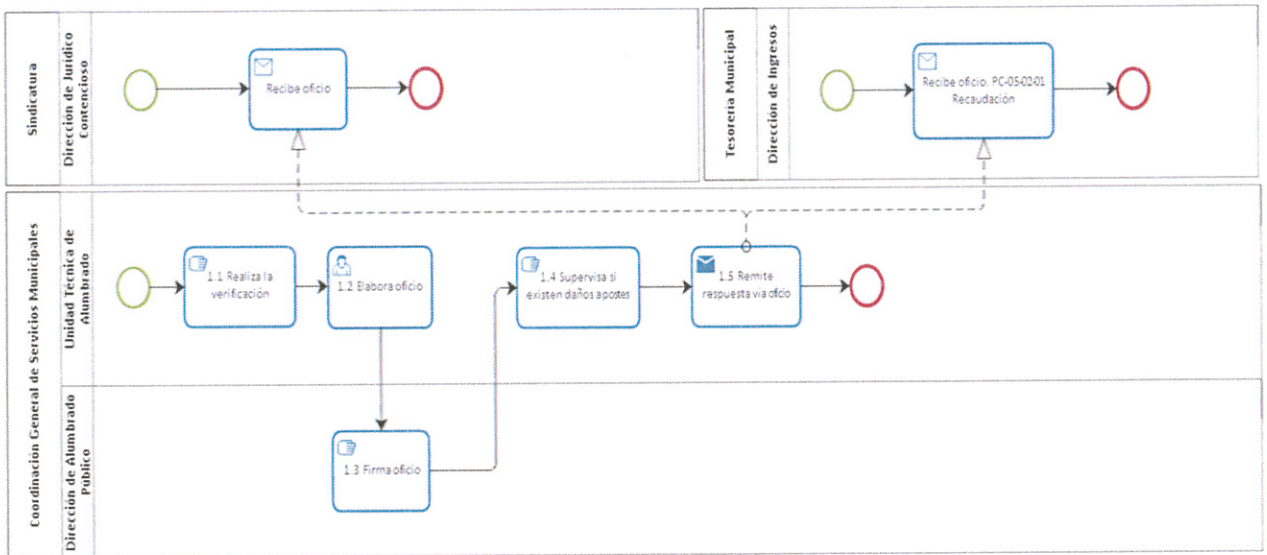 Sindicatura
Dirección de Jurídico
Contencioso
Recibe oficio
Tesorería Municipal
Dirección de Ingresos
Recibe oficio. PC-05-02-01
Recaudación
Coordinación General de Servicios Municipales
Unidad Técnica de
Alumbrado
1.1 Realiza la
verificación
1.2 Elabora oficio
1.4 Supervisa si
existen daños a postes
1.5 Remite
respuesta via oficio
Dirección de Alumbrado
Público
1.3 Firma oficio